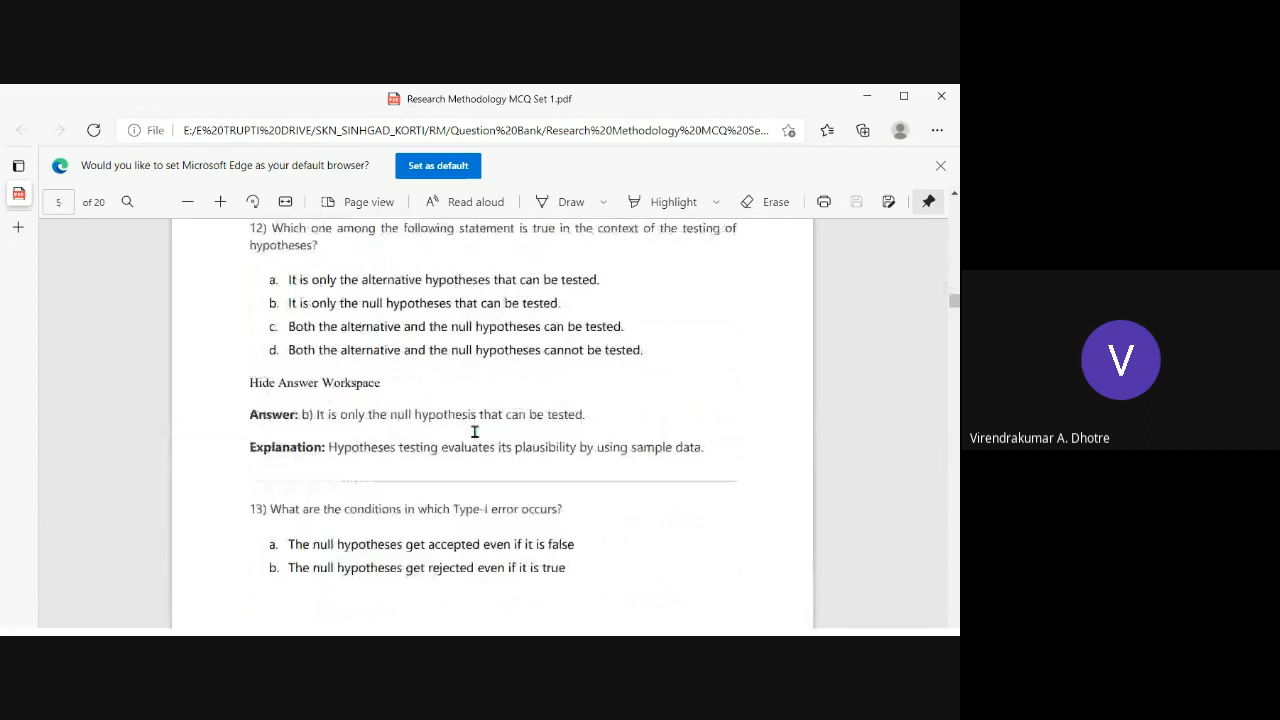 Research Methodology MCQ Set 1.pdf
File E:/E%20TRUPTI%20DRIVE/SKN_SINHGAD_KORTI/RM/Question%20Bank/Research%20Methodology%20MCQ%20Se...
Would you like to set Microsoft Edge as your default browser? Set as default
5 of 20 Page view Read aloud Draw Highlight Erase
12) Which one among the following statement is true in the context of the testing of
hypotheses?
a. It is only the alternative hypotheses that can be tested.
b. It is only the null hypotheses that can be tested.
c. Both the alternative and the null hypotheses can be tested.
d. Both the alternative and the null hypotheses cannot be tested.
Hide Answer Workspace
Answer: b) It is only the null hypothesis that can be tested.
Explanation: Hypotheses testing evaluates its plausibility by using sample data.
13) What are the conditions in which Type-I error occurs?
a. The null hypotheses get accepted even if it is false
b. The null hypotheses get rejected even if it is true
V
Virendrakumar A. Dhotre